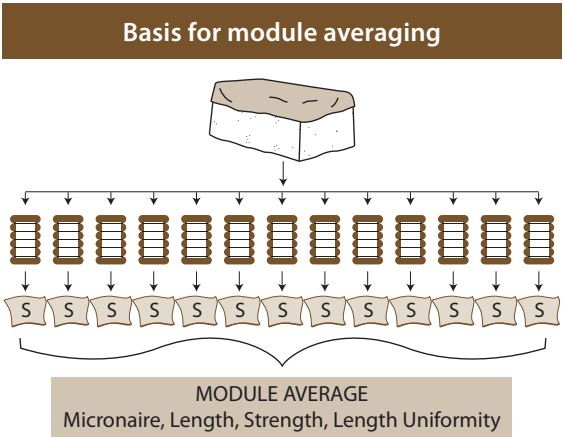 Basis for module averaging
S S S S S S S S S S S S S
MODULE AVERAGE
Micronaire, Length, Strength, Length Uniformity